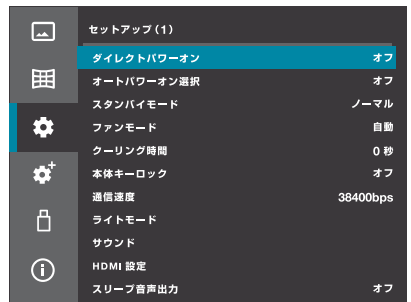 セットアップ(1)
ダイレクトパワーオン オフ
オートパワーオン選択 オフ
スタンバイモード ノーマル
ファンモード 自動
クーリング時間 0 秒
本体キーロック オフ
通信速度 38400bps
ライトモード
サウンド
HDMI 設定
スリープ音声出力 オフ